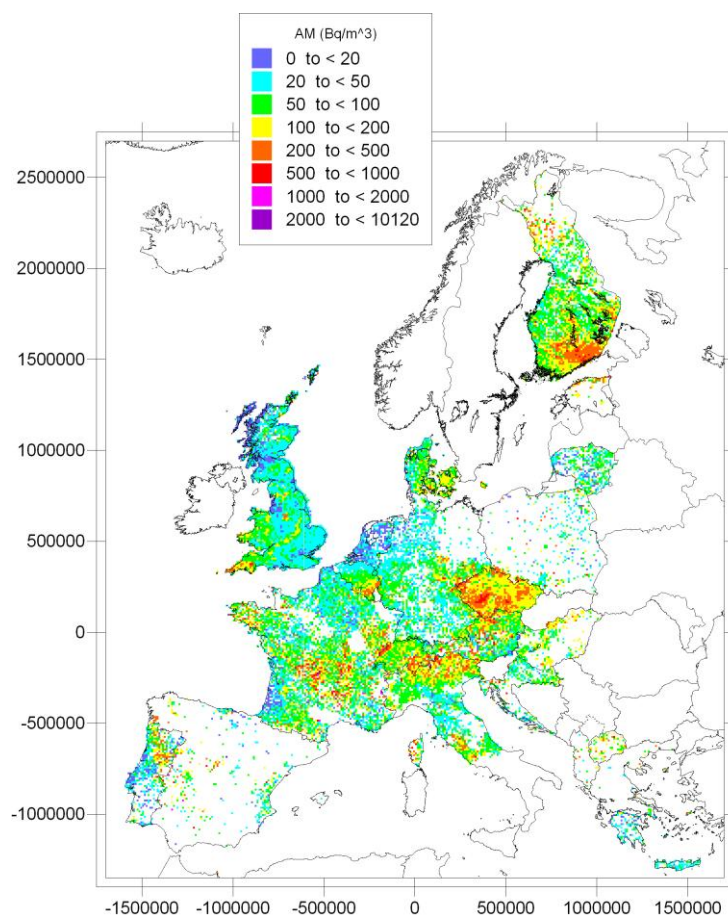 AM (Bq/m^3)
0 to < 20
20 to < 50
50 to < 100
100 to < 200
200 to < 500
500 to < 1000
1000 to < 2000
2000 to < 10120
2500000
2000000
1500000
1000000
500000
0
-500000
-1000000
-1500000 -1000000 -500000 0 500000 1000000 1500000